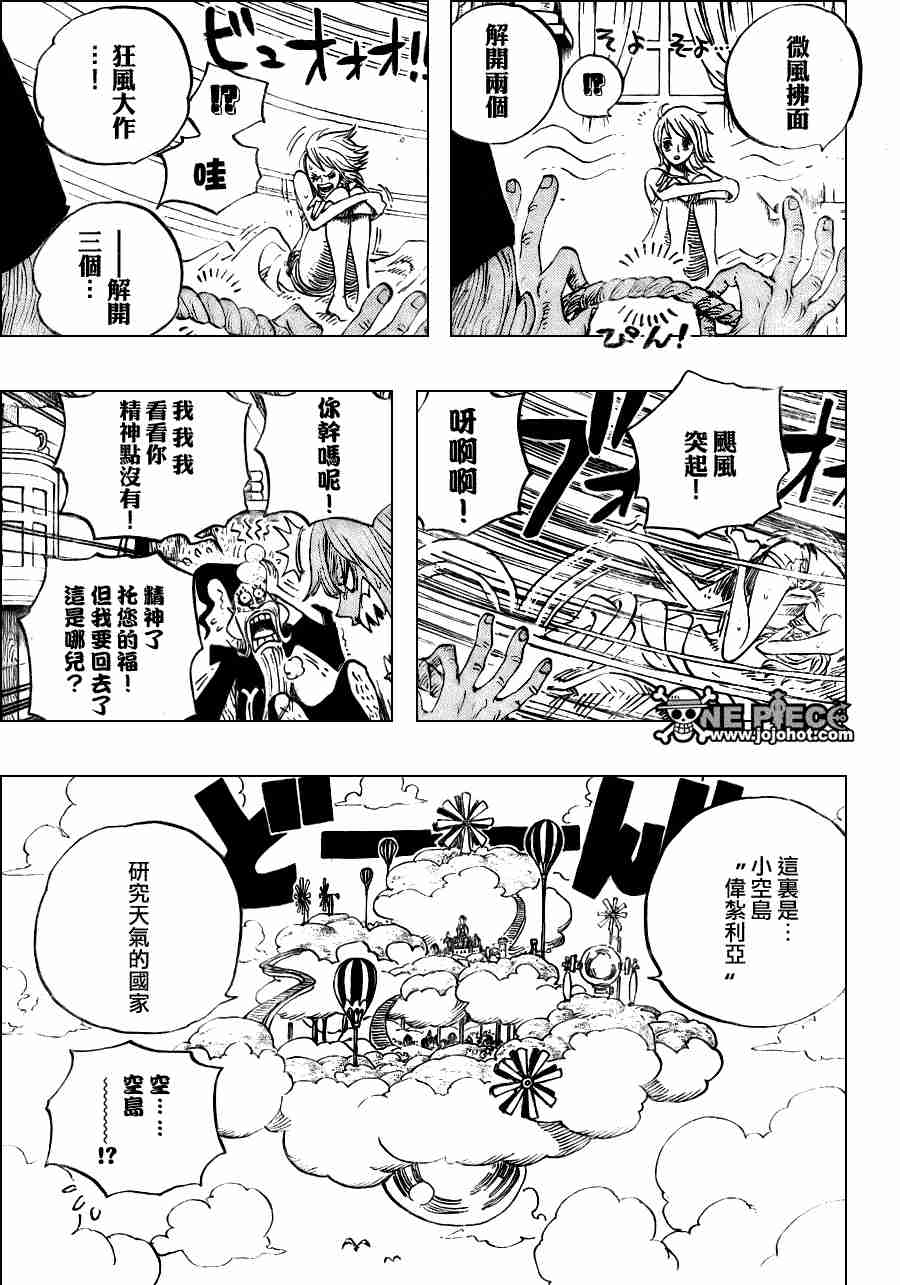 微風拂面
そよ…そよ…
!?
解開兩個
ぴん!
ビュオオオ!!
狂風大作
…!
!?
哇
——解開
三個…
颶風
突起!
呀啊啊!
你幹嗎呢!
我我我
看看你
精神點沒有!
精神了
托您的福!
但我要回去了
這是哪兒?
ONE PIECE
www.jojohot.com
這裏是…
小空島
〝偉紮利亞〞
ドーーん
研究天氣的國家
空……
空島
~~~~!?